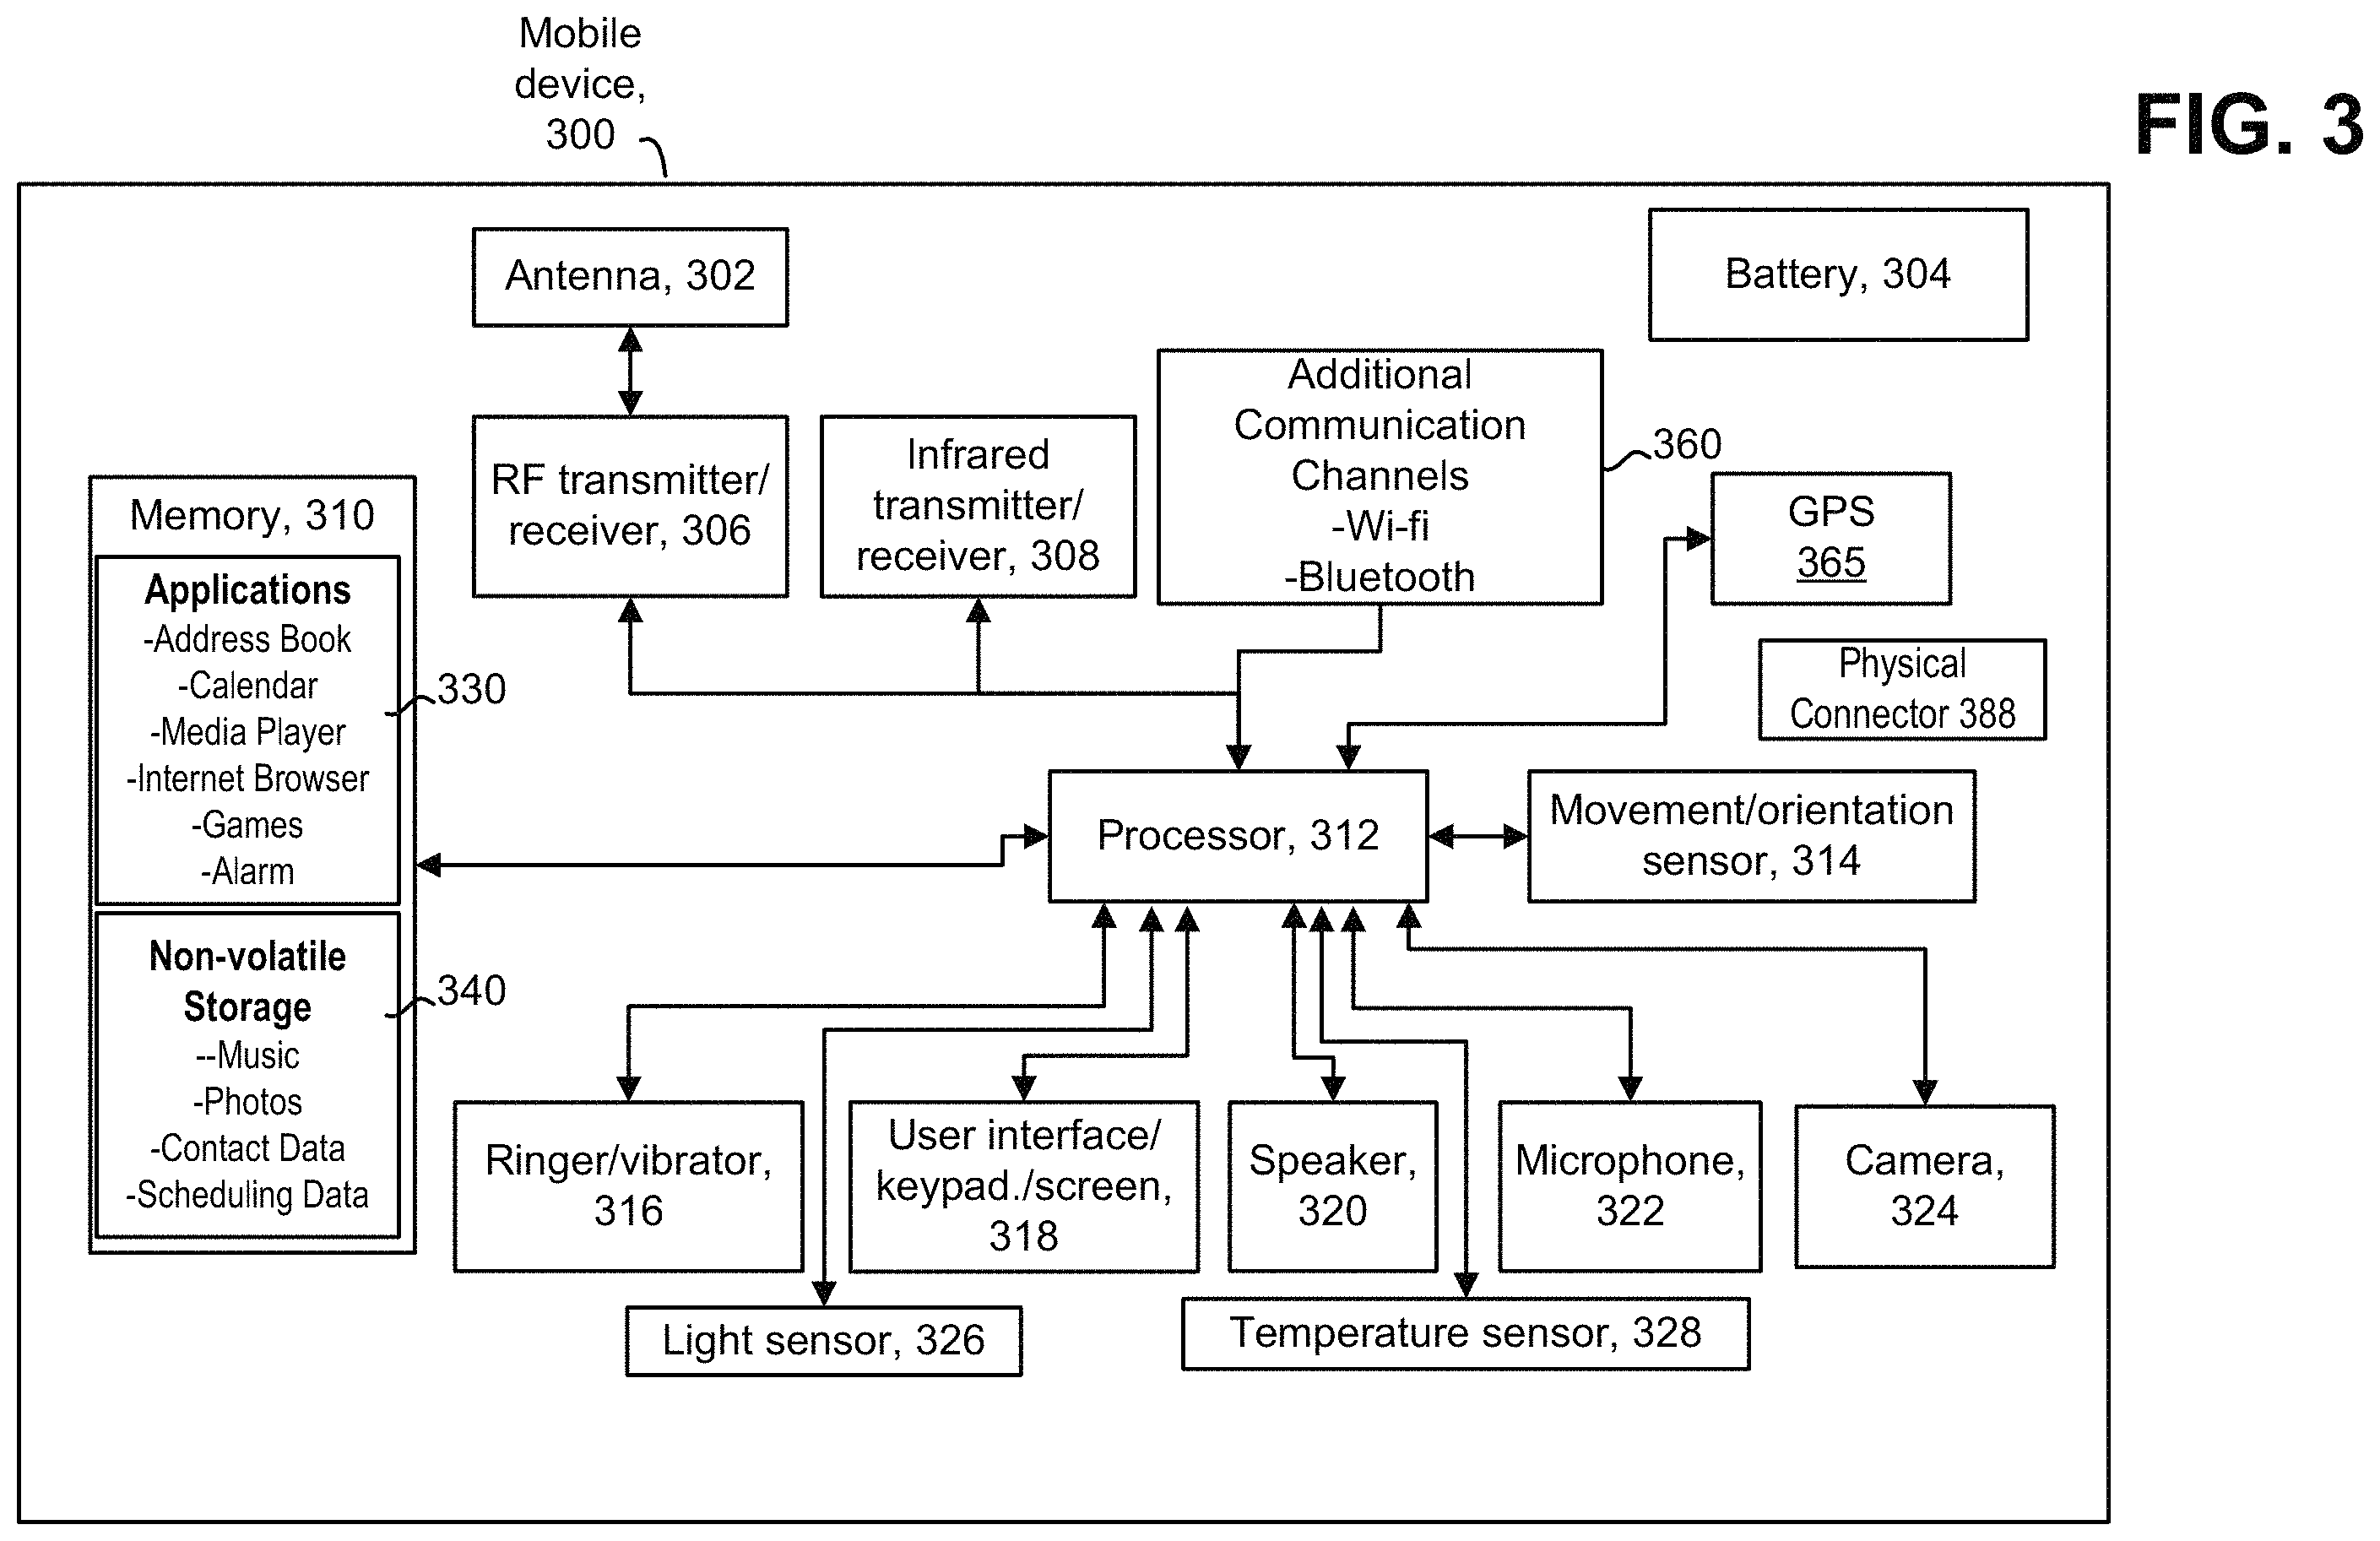 Mobile
device,
300
FIG. 3
Antenna, 302
Battery, 304
RF transmitter/
receiver, 306
Infrared
transmitter/
receiver, 308
Additional
Communication
Channels
-Wi-fi
-Bluetooth
360
GPS
365
Physical
Connector 388
Memory, 310
Applications
-Address Book
-Calendar
-Media Player
-Internet Browser
-Games
-Alarm
330
Non-volatile
Storage
--Music
-Photos
-Contact Data
-Scheduling Data
340
Processor, 312
Movement/orientation
sensor, 314
Ringer/vibrator,
316
User interface/
keypad./screen,
318
Speaker,
320
Microphone,
322
Camera,
324
Light sensor, 326
Temperature sensor, 328